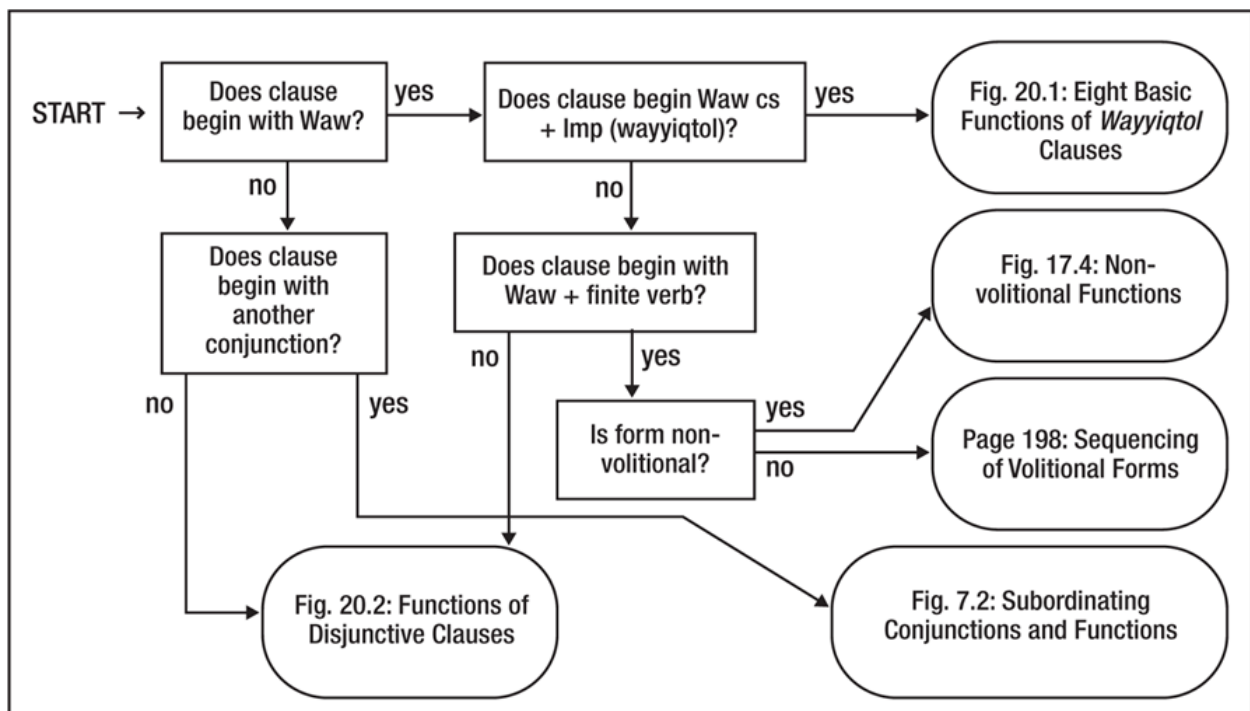 START →
Does clause
begin with Waw?
yes
no
Does clause begin Waw cs
+ Imp (wayyiqtol)?
yes
no
Fig. 20.1: Eight Basic
Functions of Wayyiqtol
Clauses
Does clause
begin with
another
conjunction?
no
yes
Does clause begin with
Waw + finite verb?
no
yes
Fig. 17.4: Non-
volitional Functions
Is form non-
volitional?
yes
no
Page 198: Sequencing
of Volitional Forms
Fig. 20.2: Functions of
Disjunctive Clauses
Fig. 7.2: Subordinating
Conjunctions and Functions